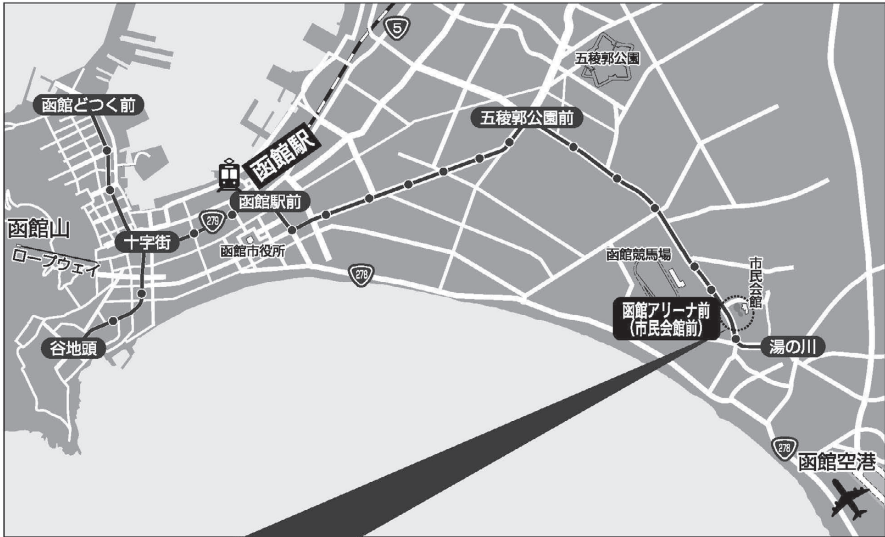 5
五稜郭公園
函館どつく前
五稜郭公園前
函館駅
函館駅前
279
函館山
十字街
函館市役所
ロープウェイ
278
函館競馬場
市民会館
函館アリーナ前
(市民会館前)
谷地頭
湯の川
278
函館空港